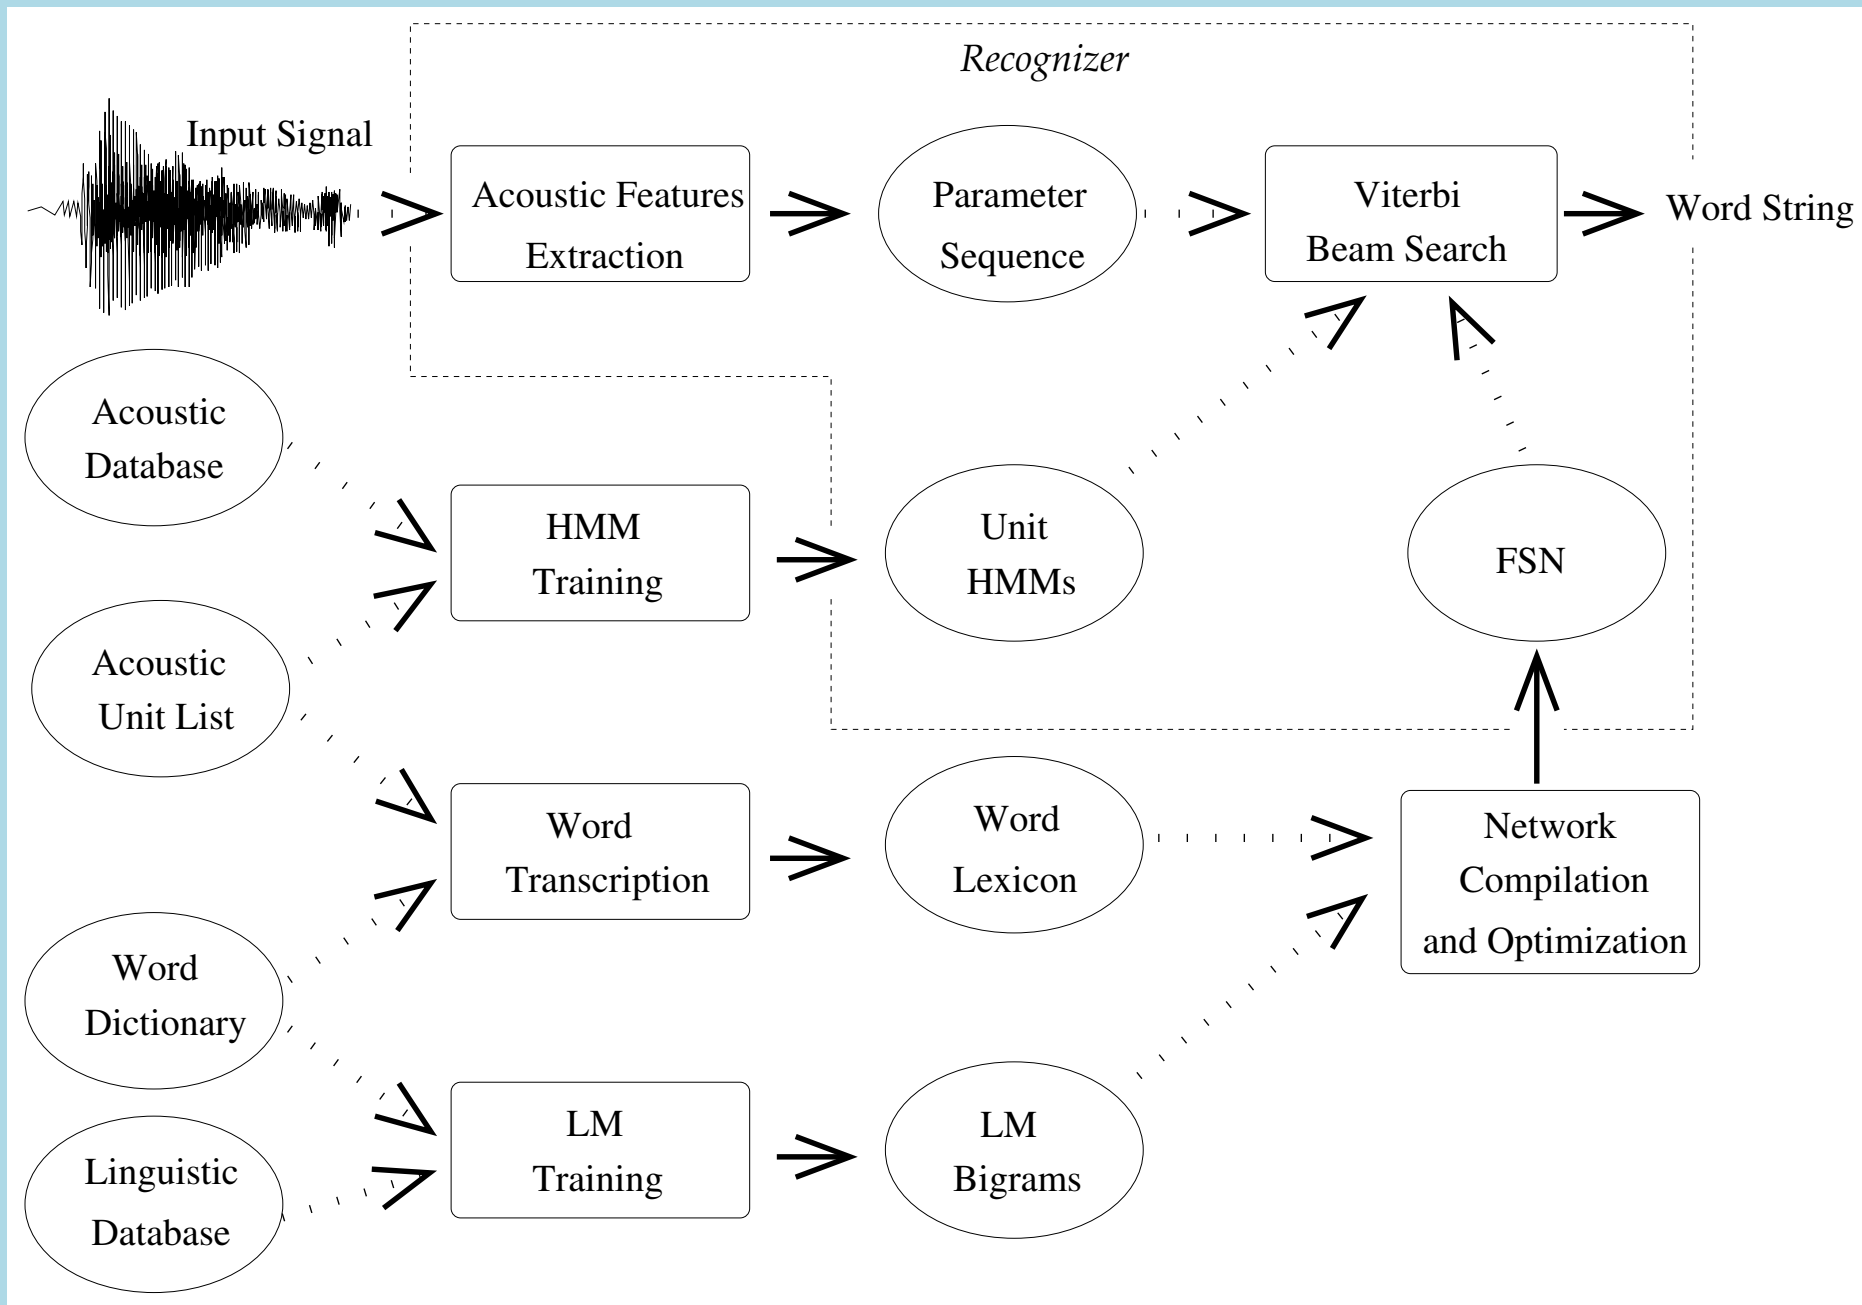 Recognizer
Input Signal
Acoustic Features
Extraction
Parameter
Sequence
Viterbi
Beam Search
Word String
Acoustic
Database
HMM
Training
Unit
HMMs
FSN
Acoustic
Unit List
Word
Transcription
Word
Lexicon
Network
Compilation
and Optimization
Word
Dictionary
LM
Training
LM
Bigrams
Linguistic
Database